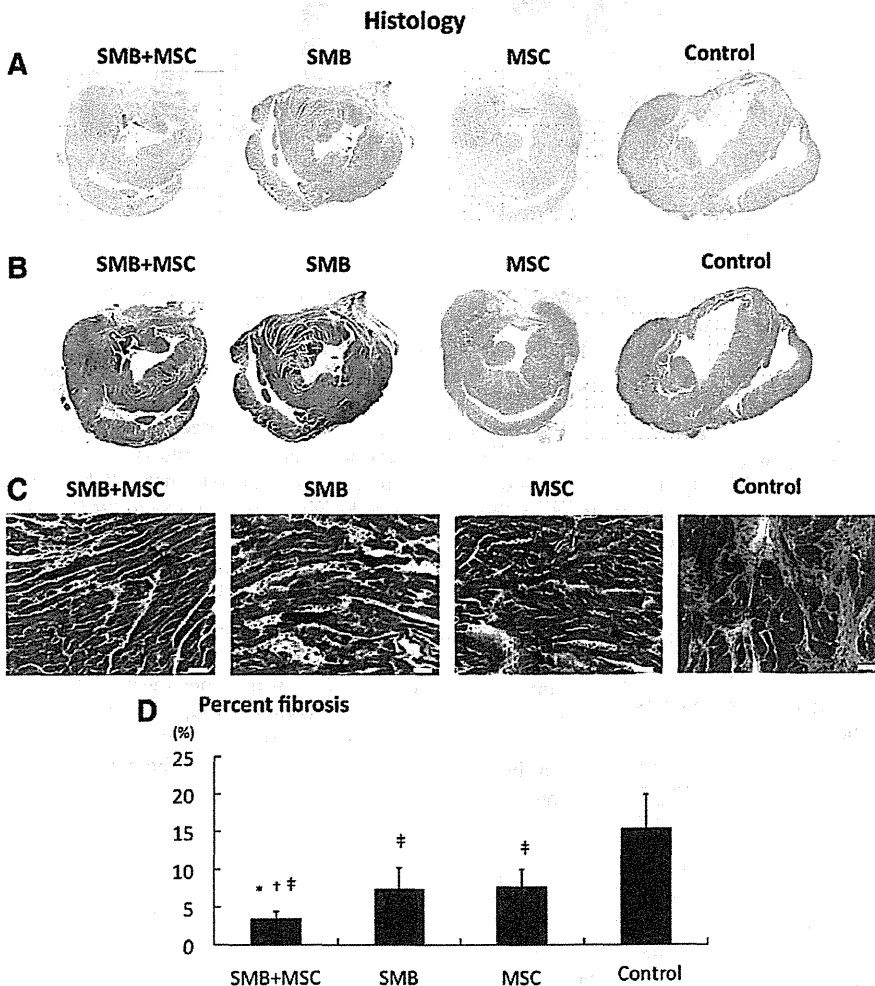 Histology
A
SMB+MSC SMB MSC Control
B
SMB+MSC SMB MSC Control
C
SMB+MSC SMB MSC Control
D Percent fibrosis
(%)
25
20
15
10
5
0
* † ‡
‡
‡
SMB+MSC SMB MSC Control